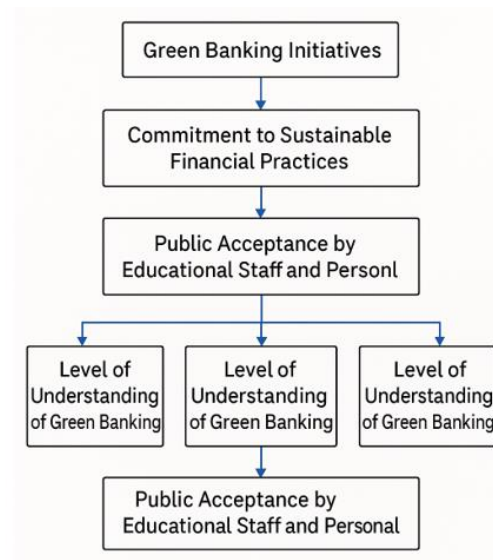 Green Banking Initiatives
Commitment to Sustainable
Financial Practices
Public Acceptance by
Educational Staff and Personl
Level of
Understanding
of Green Banking
Level of
Understanding
of Green Banking
Level of
Understanding
of Green Banking
Public Acceptance by
Educational Staff and Personal